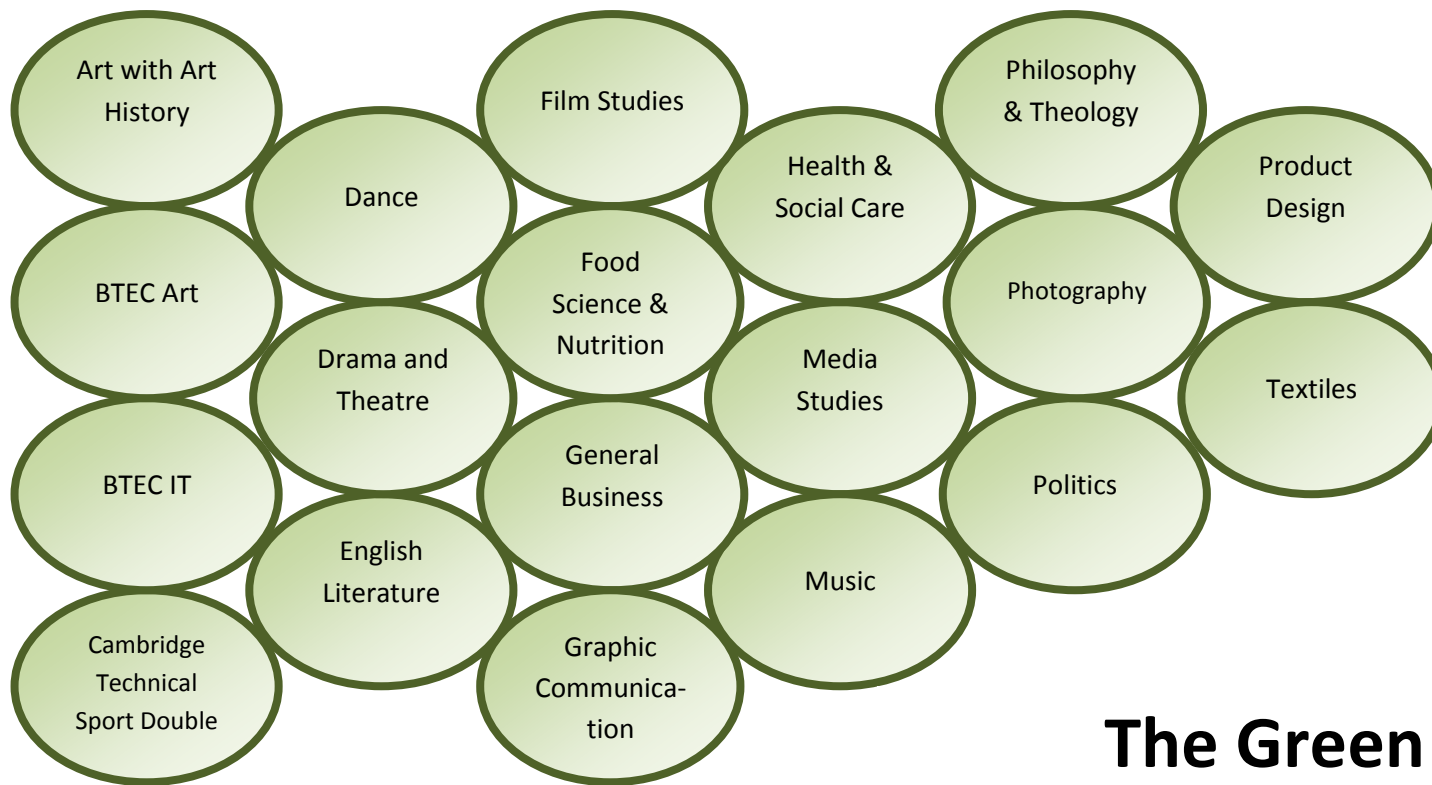 Art with Art
History
BTEC Art
BTEC IT
Cambridge
Technical
Sport Double
Dance
Drama and
Theatre
English
Literature
Film Studies
Food
Science &
Nutrition
General
Business
Graphic
Communica-
tion
Health &
Social Care
Media
Studies
Music
Philosophy
& Theology
Photography
Politics
Product
Design
Textiles
The Green